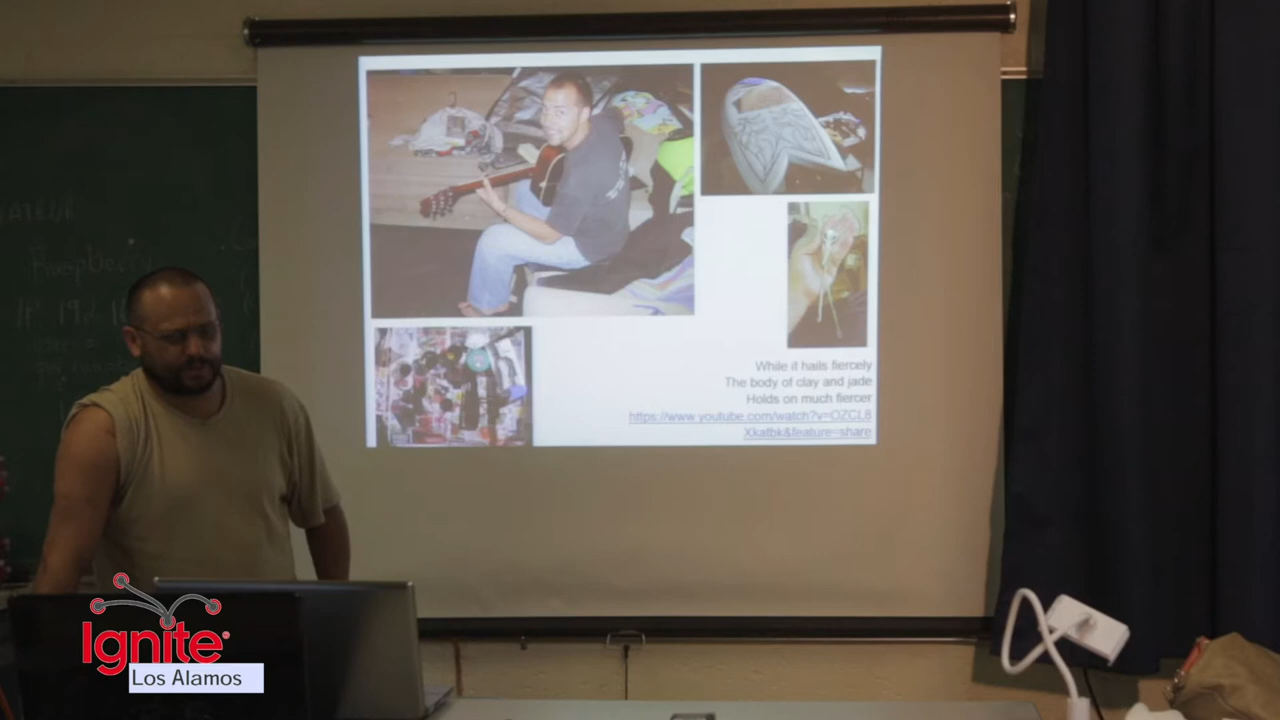 While it hails fiercely
The body of clay and jade
Holds on much fiercer
https://www.youtube.com/watch?v=OZCL8
Xkatbk&feature=share
Raspberry
Ignite
Los Alamos